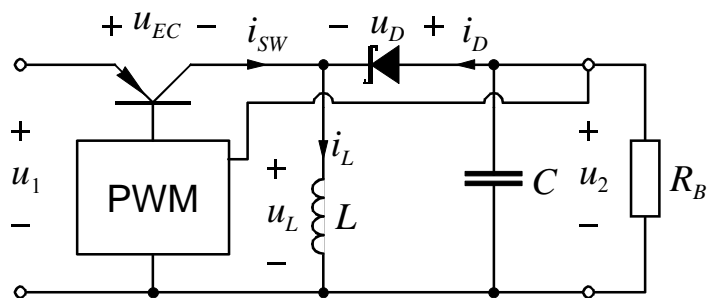 + u_EC −
i_SW
− u_D +
i_D
+
u_1
−
PWM
+
u_L
−
i_L
L
C
+
u_2
−
R_B